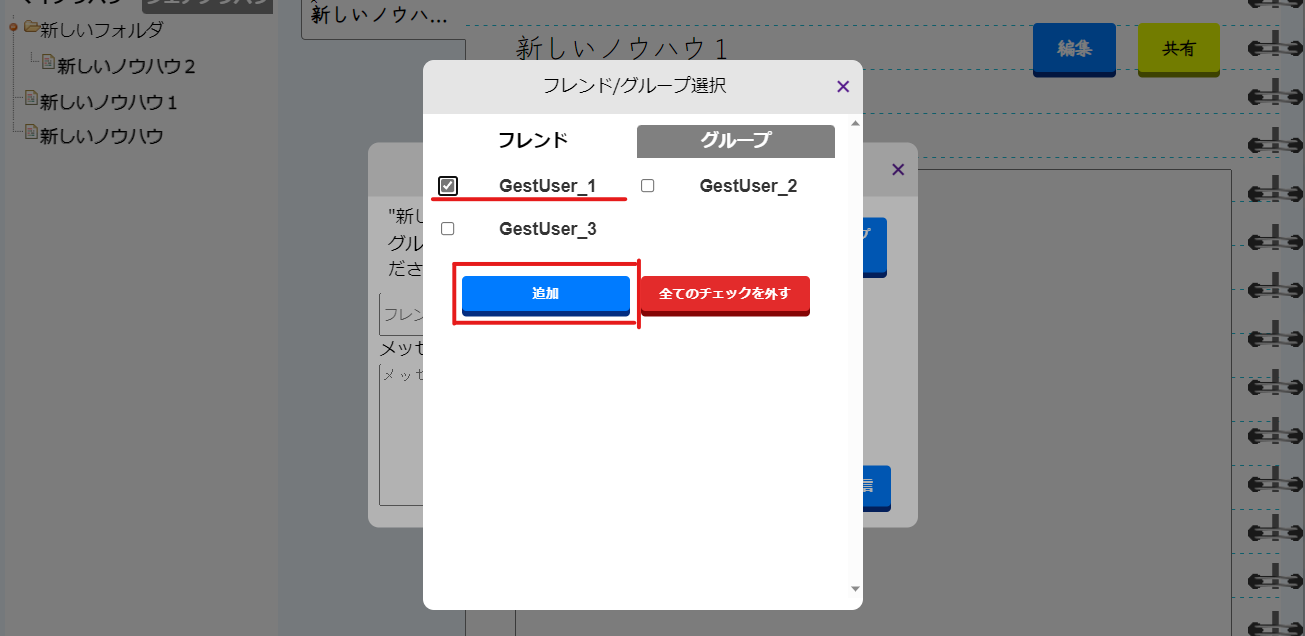 新しいフォルダ
新しいノウハウ２
新しいノウハウ１
新しいノウハウ
新しいノウハ...
新しいノウハウ１
編集
共有
フレンド/グループ選択
×
フレンド
グループ
GestUser_1
GestUser_2
GestUser_3
追加
全てのチェックを外す
×
"新し
グル
ださ
フレン
メッセ
メッセ